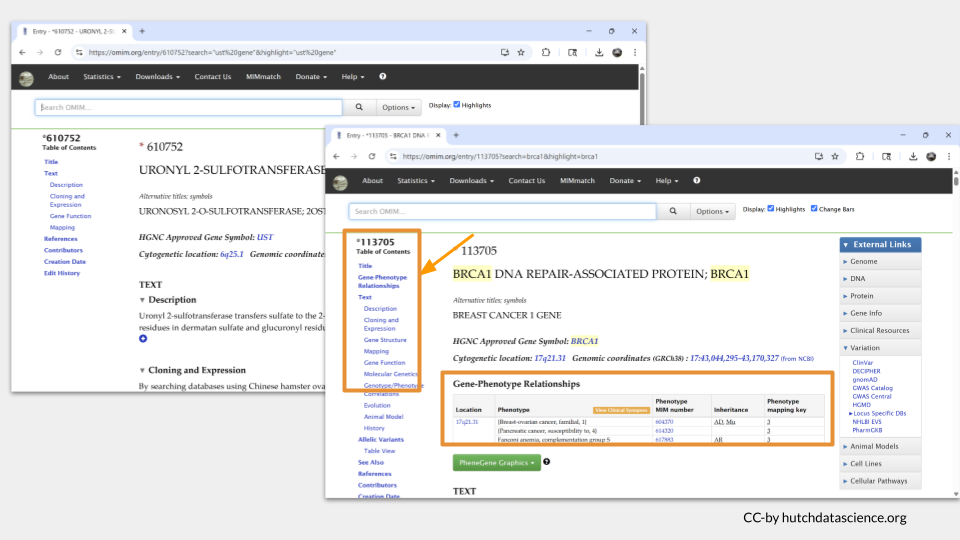 Entry - *610752 - URONYL 2-SU
https://omim.org/entry/610752?search="ust%20gene"&highlight="ust%20gene"
About Statistics Downloads Contact Us MIMmatch Donate Help
Search OMIM...
Options
Display: Highlights
*610752
Table of Contents
Title
Text
Description
Cloning and
Expression
Gene Function
Mapping
References
Contributors
Creation Date
Edit History
* 610752
URONYL 2-SULFOTRANSFERASE
Alternative titles; symbols
URONOSYL 2-O-SULFOTRANSFERASE; 2OST
HGNC Approved Gene Symbol: UST
Cytogenetic location: 6q25.1 Genomic coordinate
TEXT
Description
Uronyl 2-sulfotransferase transfers sulfate to the 2-
residues in dermatan sulfate and glucuronyl residu
Cloning and Expression
By searching databases using Chinese hamster ova
Entry - *113705 - BRCA1 DNA
https://omim.org/entry/113705?search=brca1&highlight=brca1
About Statistics Downloads Contact Us MIMmatch Donate Help
Search OMIM...
Options
Display: Highlights Change Bars
*113705
Table of Contents
Title
Gene-Phenotype
Relationships
Text
Description
Cloning and
Expression
Gene Structure
Mapping
Gene Function
Molecular Genetics
Genotype/Phenotype
Correlations
Evolution
Animal Model
History
Allelic Variants
Table View
See Also
References
Contributors
Creation Date
113705
BRCA1 DNA REPAIR-ASSOCIATED PROTEIN; BRCA1
Alternative titles; symbols
BREAST CANCER 1 GENE
HGNC Approved Gene Symbol: BRCA1
Cytogenetic location: 17q21.31 Genomic coordinates (GRCh38) : 17:43,044,295-43,170,327 (from NCBI)
Gene-Phenotype Relationships
Location Phenotype View Clinical Synopses Phenotype MIM number Inheritance Phenotype mapping key
17q21.31 {Breast-ovarian cancer, familial, 1} 604370 AD, Mu 3
{Pancreatic cancer, susceptibility to, 4} 614320 3
Fanconi anemia, complementation group S 617883 AR 3
PheneGene Graphics
TEXT
External Links
Genome
DNA
Protein
Gene Info
Clinical Resources
Variation
ClinVar
DECIPHER
gnomAD
GWAS Catalog
GWAS Central
HGMD
Locus Specific DBs
NHLBI EVS
PharmGKB
Animal Models
Cell Lines
Cellular Pathways
CC-by hutchdatascience.org